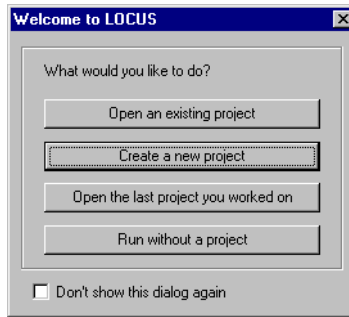 Welcome to LOCUS
What would you like to do?
Open an existing project
Create a new project
Open the last project you worked on
Run without a project
Don't show this dialog again